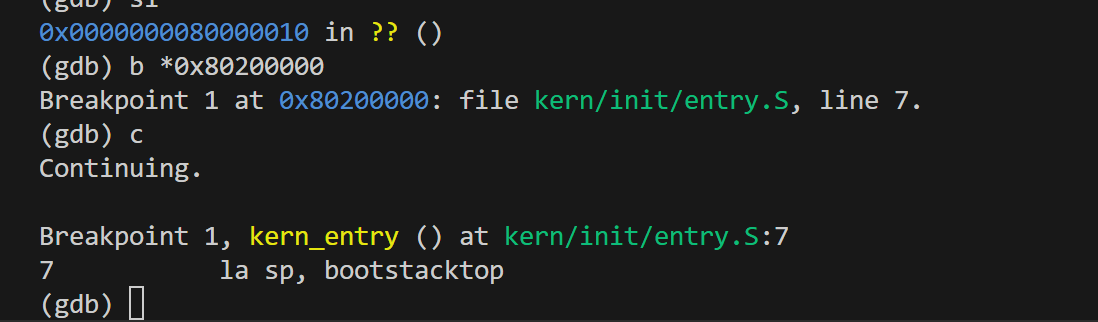 (gdb) si
0x0000000080000010 in ?? ()
(gdb) b *0x80200000
Breakpoint 1 at 0x80200000: file kern/init/entry.S, line 7.
(gdb) c
Continuing.
Breakpoint 1, kern_entry () at kern/init/entry.S:7
7 la sp, bootstacktop
(gdb)